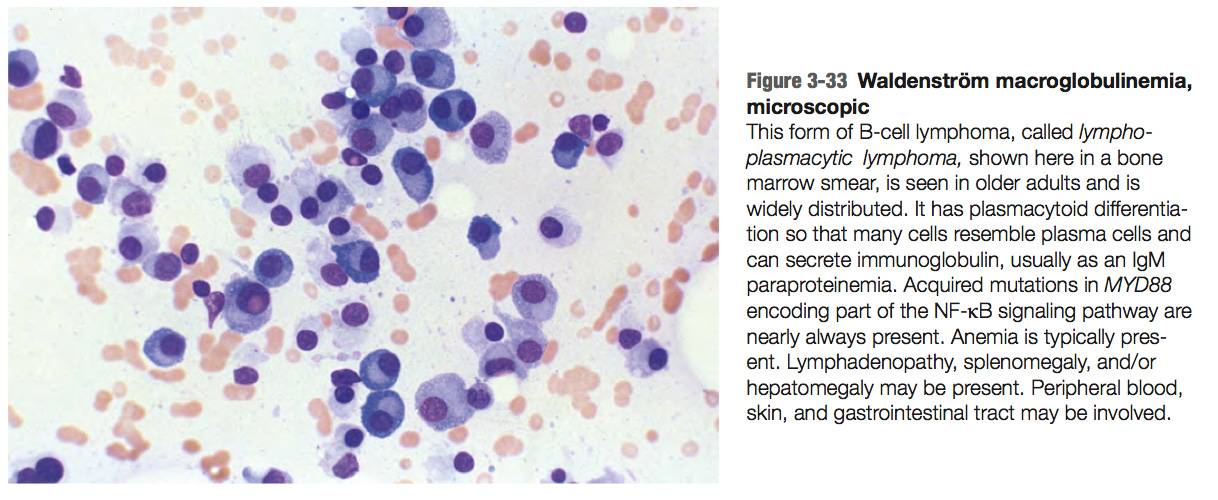 Figure 3-33 Waldenström macroglobulinemia,
microscopic
This form of B-cell lymphoma, called lympho-
plasmacytic lymphoma, shown here in a bone
marrow smear, is seen in older adults and is
widely distributed. It has plasmacytoid differentia-
tion so that many cells resemble plasma cells and
can secrete immunoglobulin, usually as an IgM
paraproteinemia. Acquired mutations in MYD88
encoding part of the NF-κB signaling pathway are
nearly always present. Anemia is typically pres-
ent. Lymphadenopathy, splenomegaly, and/or
hepatomegaly may be present. Peripheral blood,
skin, and gastrointestinal tract may be involved.